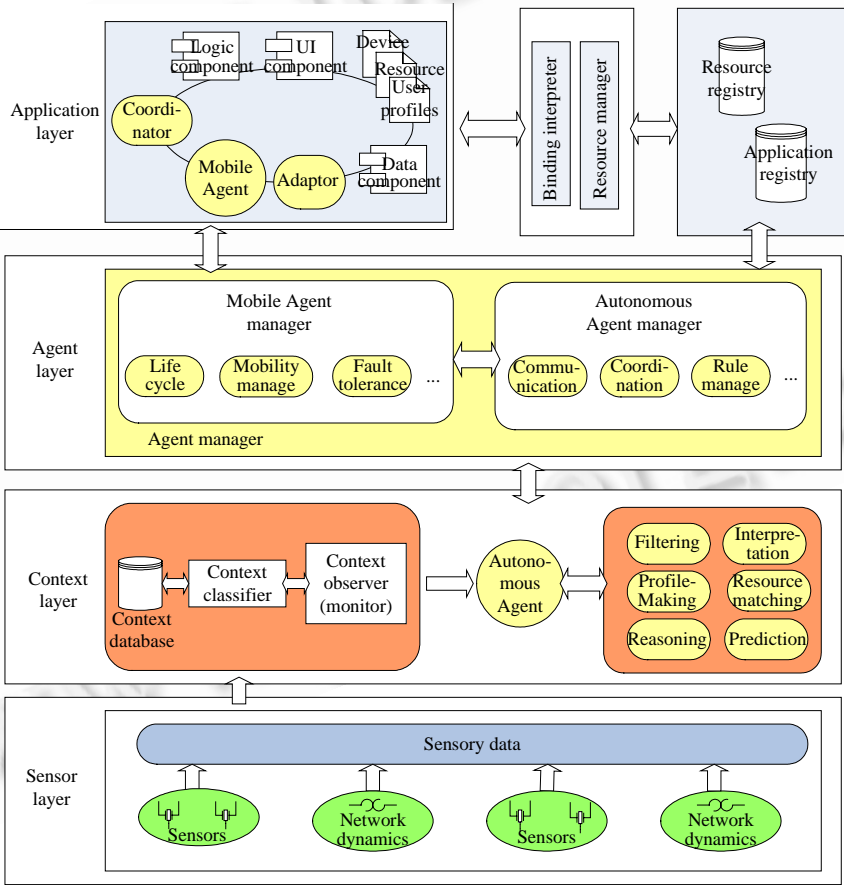 Application
layer
Logic
component
UI
component
Device
Resource
User
profiles
Coordi-
nator
Mobile
Agent
Adaptor
Data
component
Binding interpreter
Resource manager
Resource
registry
Application
registry
Agent
layer
Mobile Agent
manager
Life
cycle
Mobility
manage
Fault
tolerance
...
Autonomous
Agent manager
Commu-
nication
Coordi-
nation
Rule
manage
...
Agent manager
Context
layer
Context
database
Context
classifier
Context
observer
(monitor)
Autono-
mous
Agent
Filtering
Interpre-
tation
Profile-
Making
Resource
matching
Reasoning
Prediction
Sensor
layer
Sensory data
Sensors
Network
dynamics
Sensors
Network
dynamics